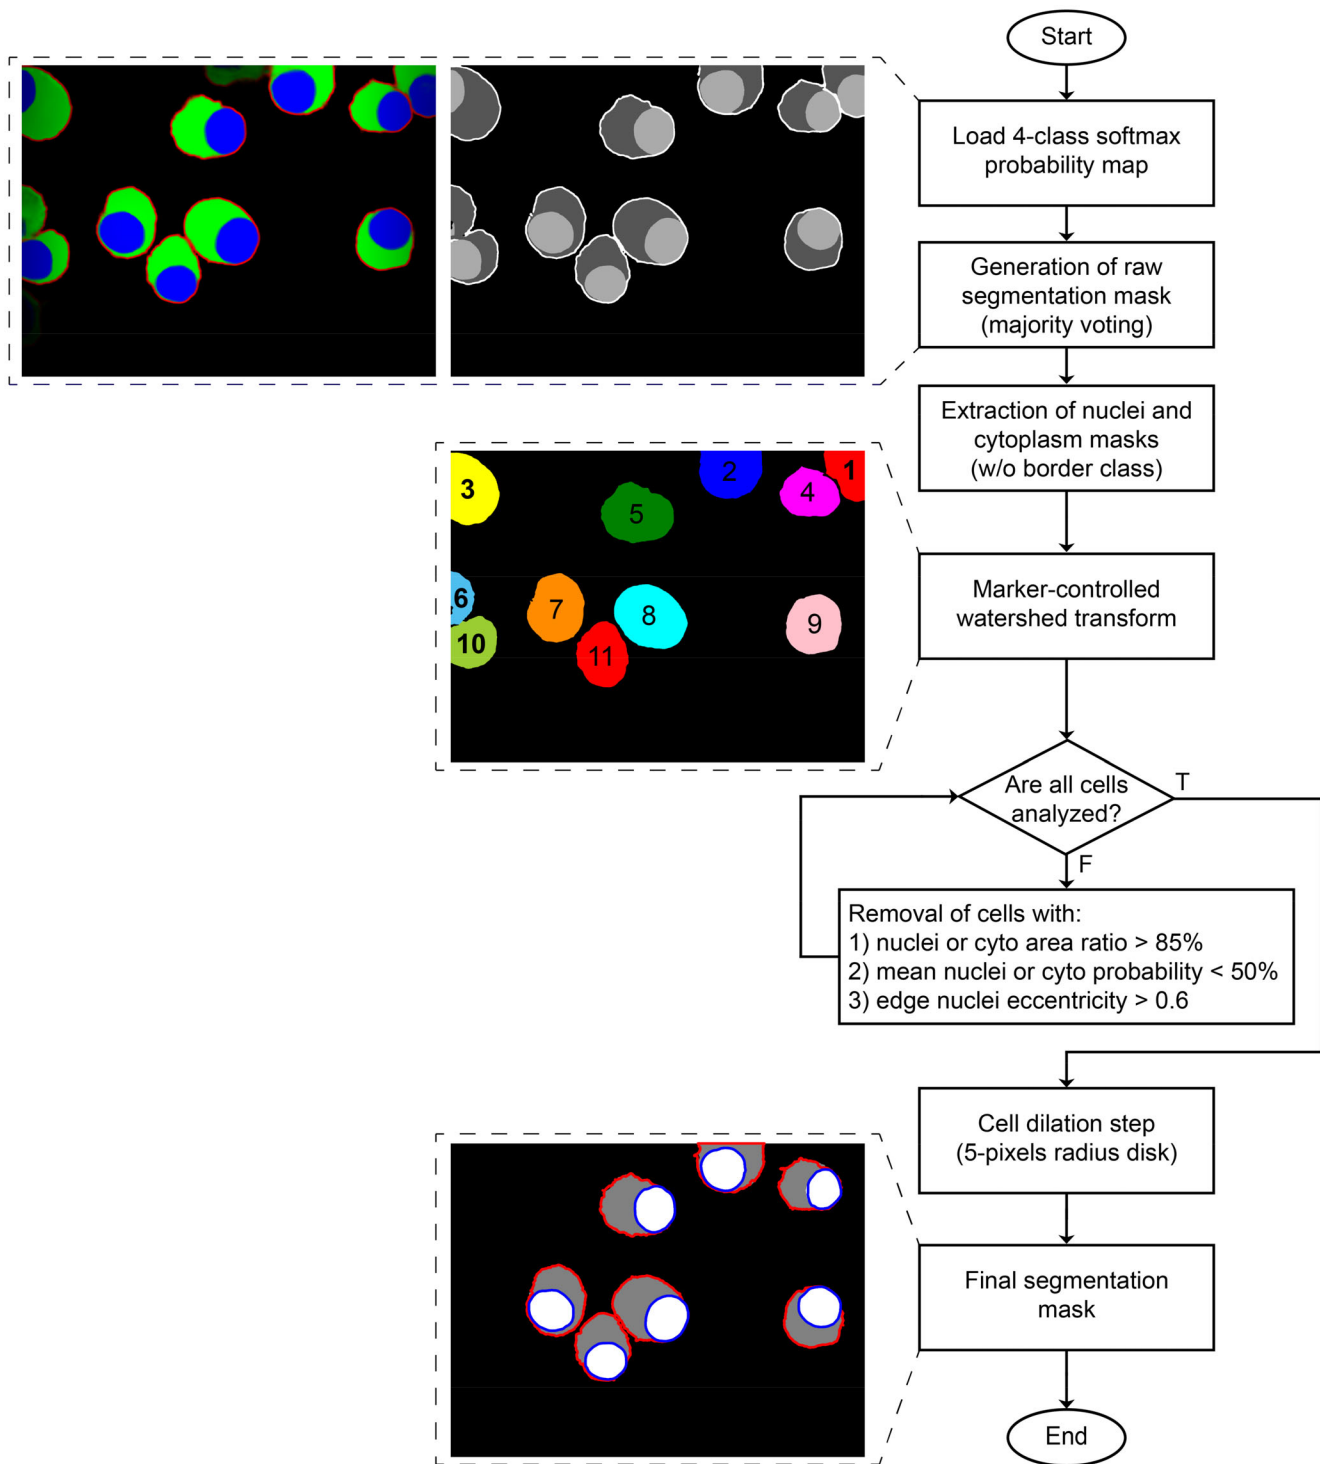 Start
Load 4-class softmax
probability map
Generation of raw
segmentation mask
(majority voting)
Extraction of nuclei and
cytoplasm masks
(w/o border class)
3
2
4
1
5
6
7
8
9
10
11
Marker-controlled
watershed transform
Are all cells
analyzed?
T
F
Removal of cells with:
1) nuclei or cyto area ratio > 85%
2) mean nuclei or cyto probability < 50%
3) edge nuclei eccentricity > 0.6
Cell dilation step
(5-pixels radius disk)
Final segmentation
mask
End